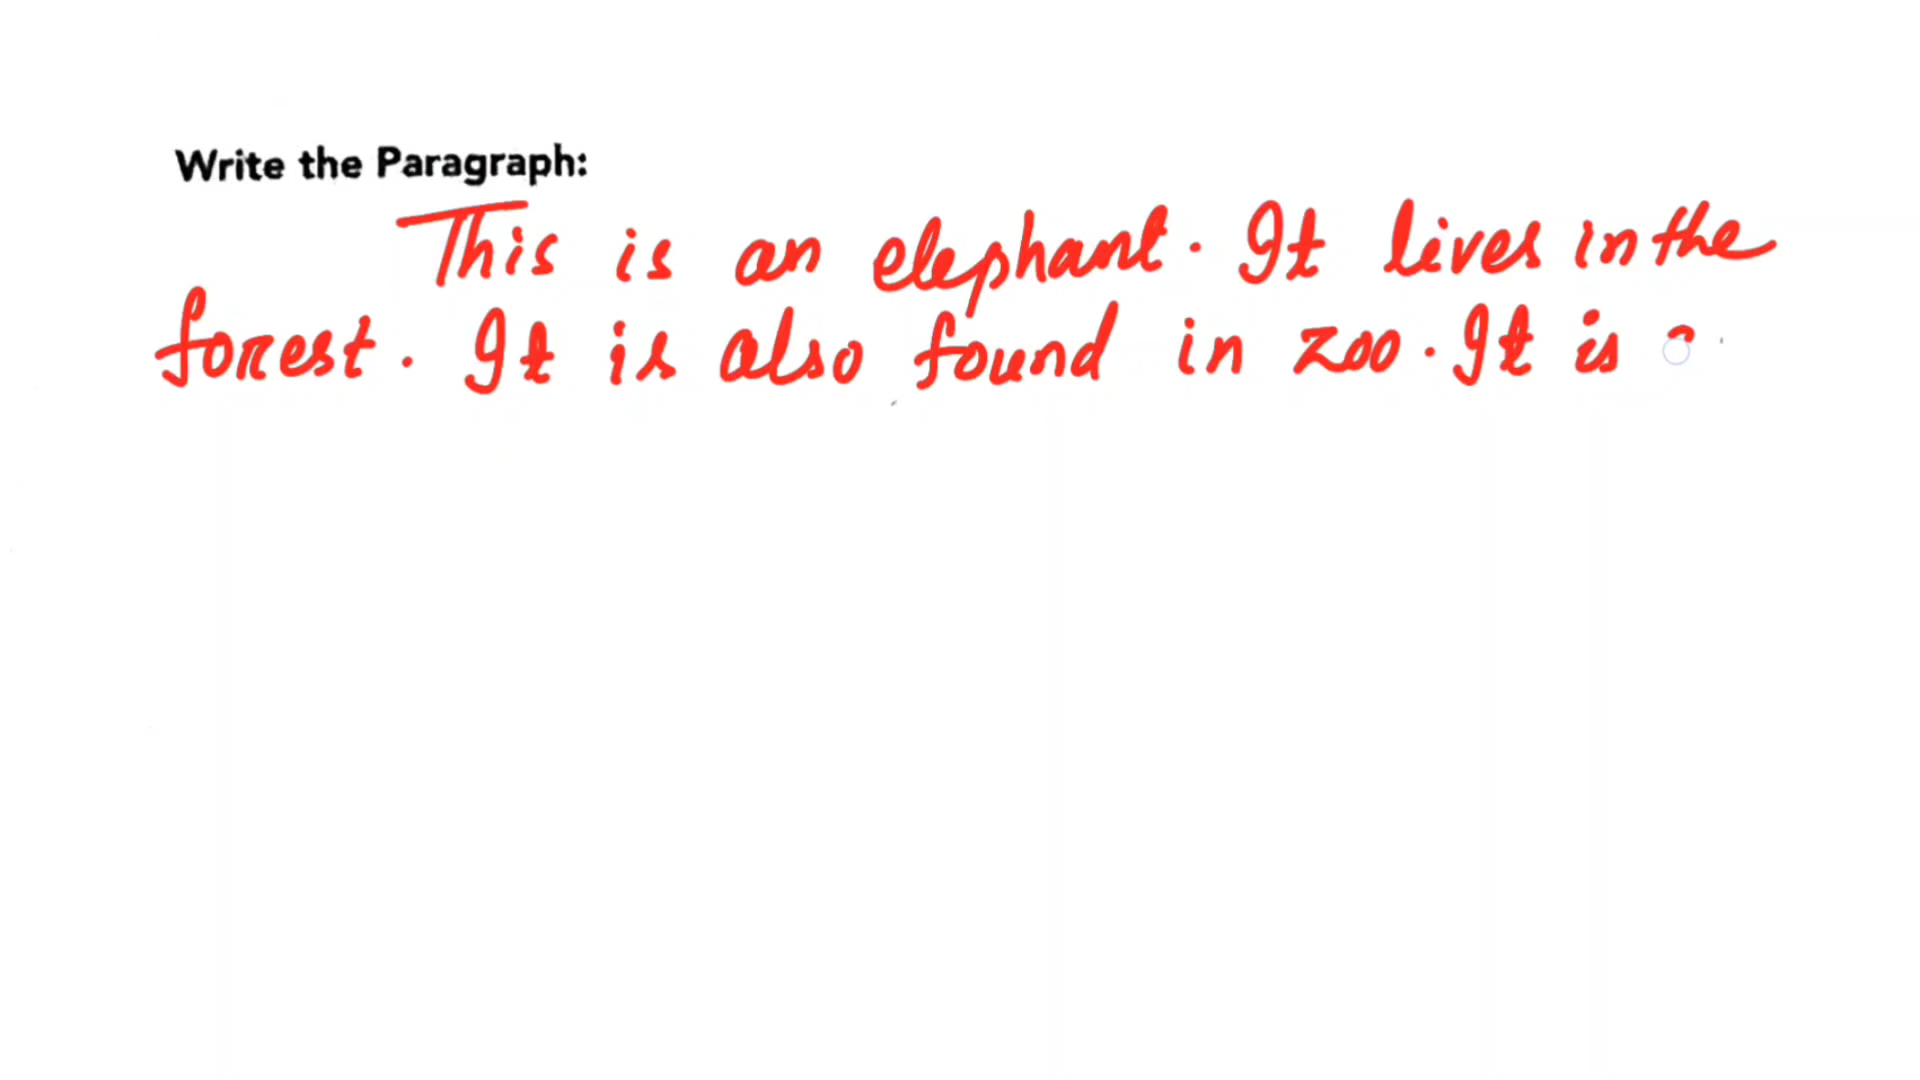 Write the Paragraph:
This is an elephant. It lives in the
forest. It is also found in zoo. It is